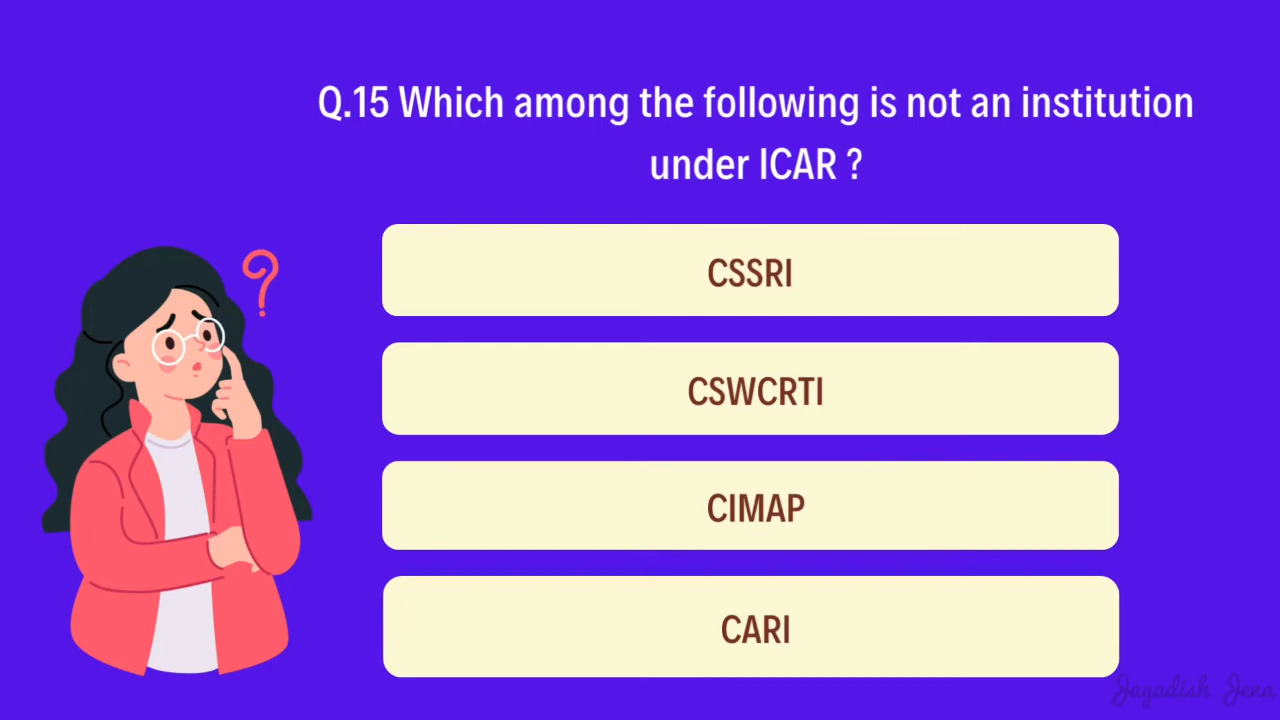 Q.15 Which among the following is not an institution
under ICAR ?
CSSRI
CSWCRTI
CIMAP
CARI
Jagadish Jena